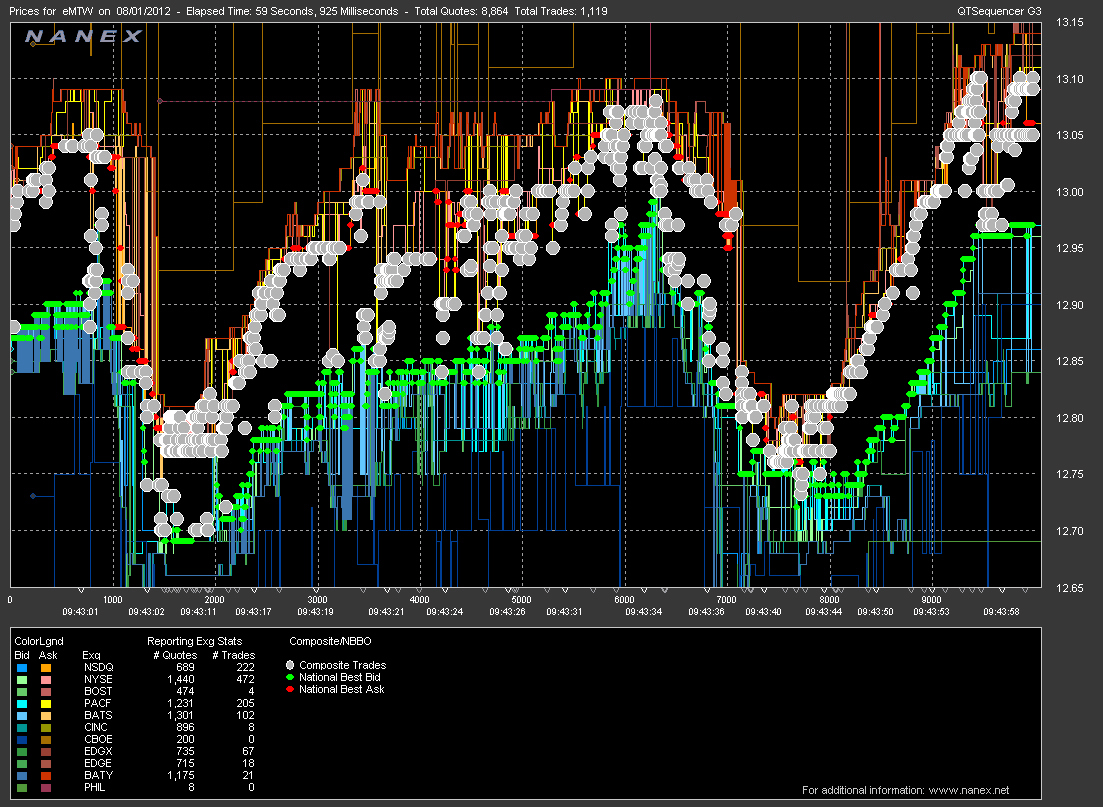 Prices for eMTW on 08/01/2012 - Elapsed Time: 59 Seconds, 925 Milliseconds - Total Quotes: 8,864 Total Trades: 1,119 QTSequencer G3
NANEX
13.15
13.10
13.05
13.00
12.95
12.90
12.85
12.80
12.75
12.70
12.65
0 1000 2000 3000 4000 5000 6000 7000 8000 9000
09:43:01 09:43:02 09:43:11 09:43:17 09:43:19 09:43:21 09:43:24 09:43:26 09:43:31 09:43:34 09:43:36 09:43:40 09:43:44 09:43:50 09:43:53 09:43:58
ColorLgnd Reporting Exg Stats Composite/NBBO
Bid Ask Exq # Quotes # Trades
Composite Trades
National Best Bid
National Best Ask
NSDQ 689 222
NYSE 1,440 472
BOST 474 4
PACF 1,231 205
BATS 1,301 102
CINC 896 8
CBOE 200 0
EDGX 735 67
EDGE 715 18
BATY 1,175 21
PHIL 8 0
For additional information: www.nanex.net